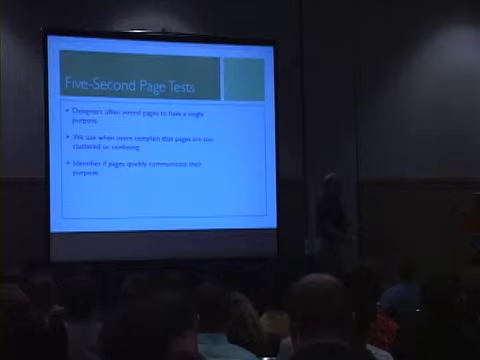 Five-Second Page Tests
• Designers often intend pages to have a single
purpose.
• We use when users complain that pages are too
cluttered or confusing.
• Identifies if pages quickly communicate their
purpose.